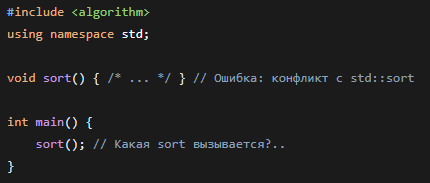 #include <algorithm>
using namespace std;
void sort() { /* ... */ } // Ошибка: конфликт с std::sort
int main() {
sort(); // Какая sort вызывается?..
}